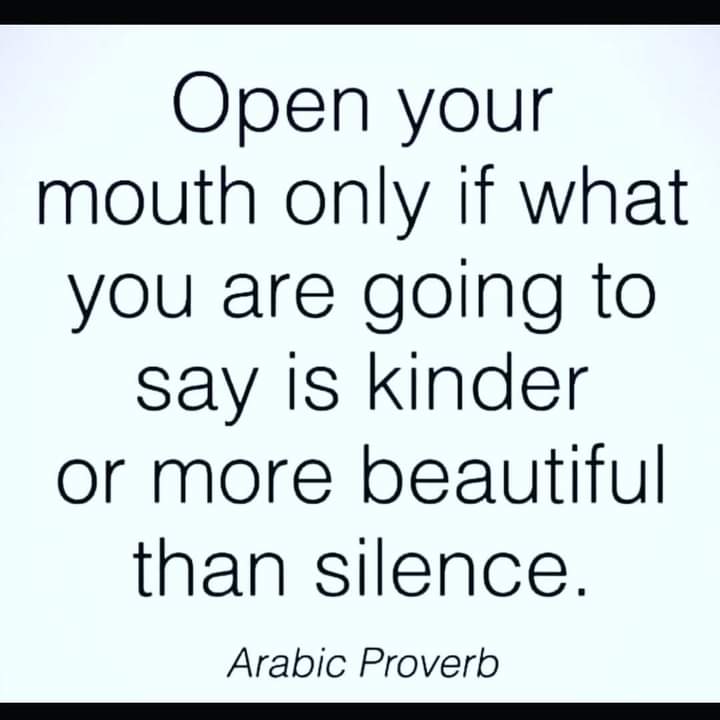 Open your
mouth only if what
you are going to
say is kinder
or more beautiful
than silence.
Arabic Proverb